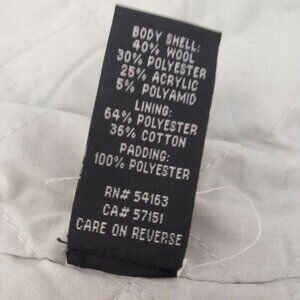 BODY SHELL:
40% WOOL
30% POLYESTER
25% ACRYLIC
5% POLYAMID
LINING:
64% POLYESTER
36% COTTON
PADDING:
100% POLYESTER
RN# 54163
CA# 57151
CARE ON REVERSE